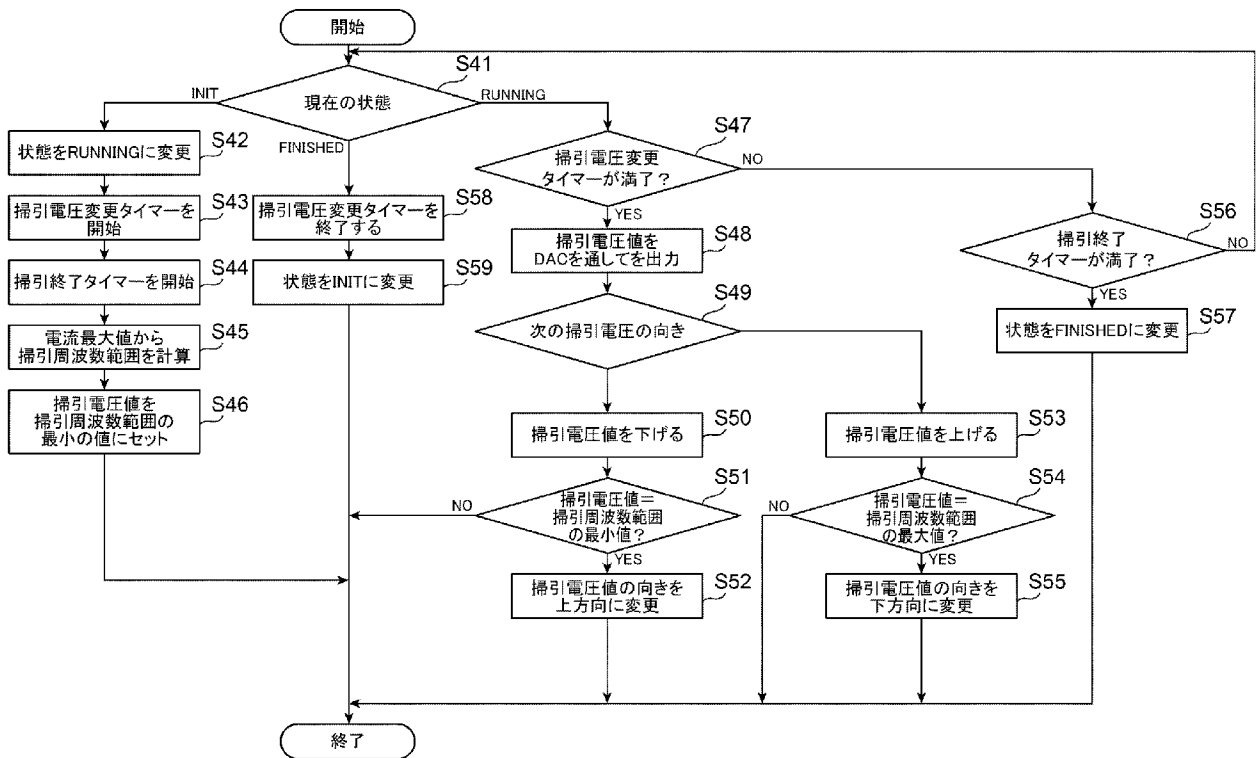 開始
S41
現在の状態
INIT
RUNNING
FINISHED
S42
状態をRUNNINGに変更
S43
掃引電圧変更タイマーを
開始
S44
掃引終了タイマーを開始
S45
電流最大値から
掃引周波数範囲を計算
S46
掃引電圧値を
掃引周波数範囲の
最小の値にセット
S58
掃引電圧変更タイマーを
終了する
S59
状態をINITに変更
S47
掃引電圧変更
タイマーが満了?
NO
YES
S48
掃引電圧値を
DACを通してを出力
S49
次の掃引電圧の向き
S50
掃引電圧値を下げる
S51
掃引電圧値=
掃引周波数範囲
の最小値?
NO
YES
S52
掃引電圧値の向きを
上方向に変更
S53
掃引電圧値を上げる
S54
掃引電圧値=
掃引周波数範囲
の最大値?
NO
YES
S55
掃引電圧値の向きを
下方向に変更
S56
掃引終了
タイマーが満了?
NO
YES
S57
状態をFINISHEDに変更
終了